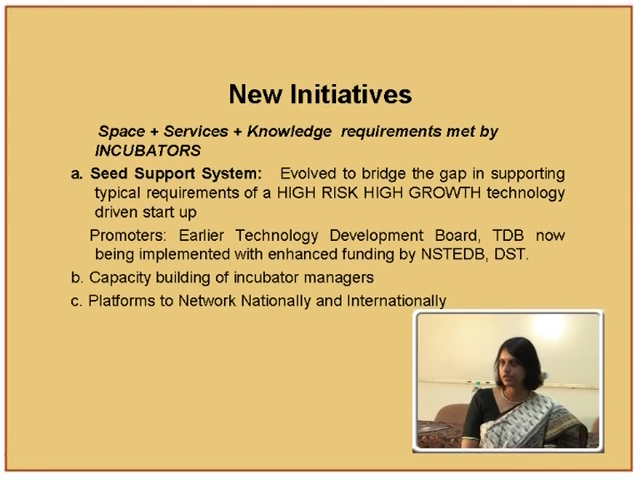 New Initiatives
Space + Services + Knowledge requirements met by
INCUBATORS
a. Seed Support System: Evolved to bridge the gap in supporting
typical requirements of a HIGH RISK HIGH GROWTH technology
driven start up
Promoters: Earlier Technology Development Board, TDB now
being implemented with enhanced funding by NSTEDB, DST.
b. Capacity building of incubator managers
c. Platforms to Network Nationally and Internationally